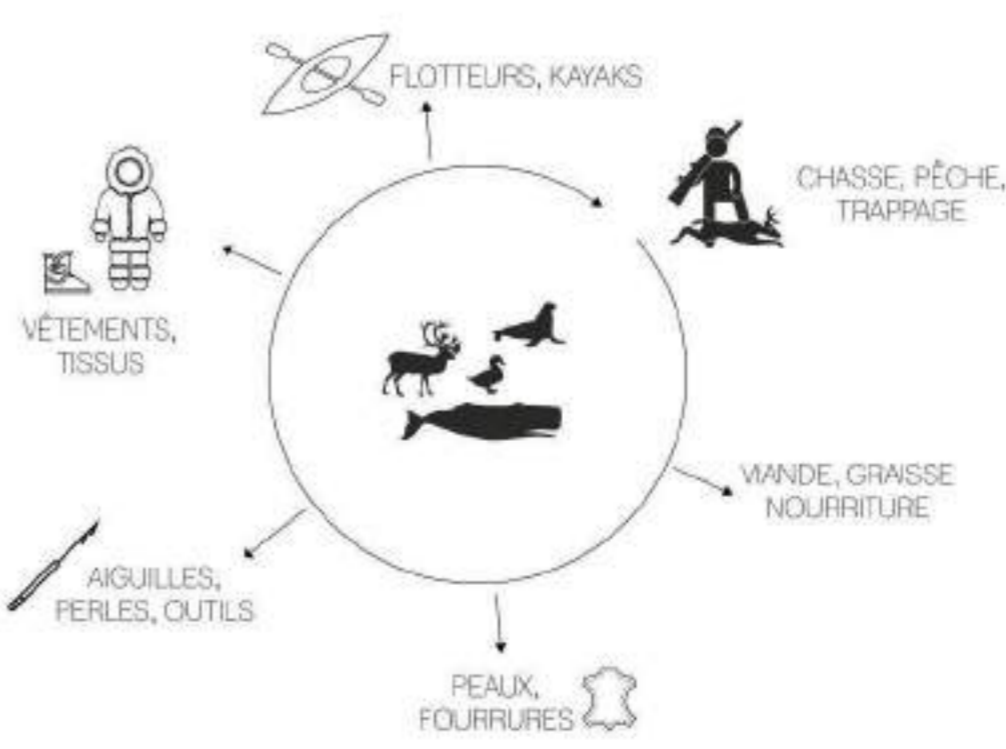 FLOTTEURS, KAYAKS
CHASSE, PÊCHE,
TRAPPAGE
VÊTEMENTS,
TISSUS
VIANDE, GRAISSE
NOURRITURE
AIGUILLES,
PERLES, OUTILS
PEAUX,
FOURRURES